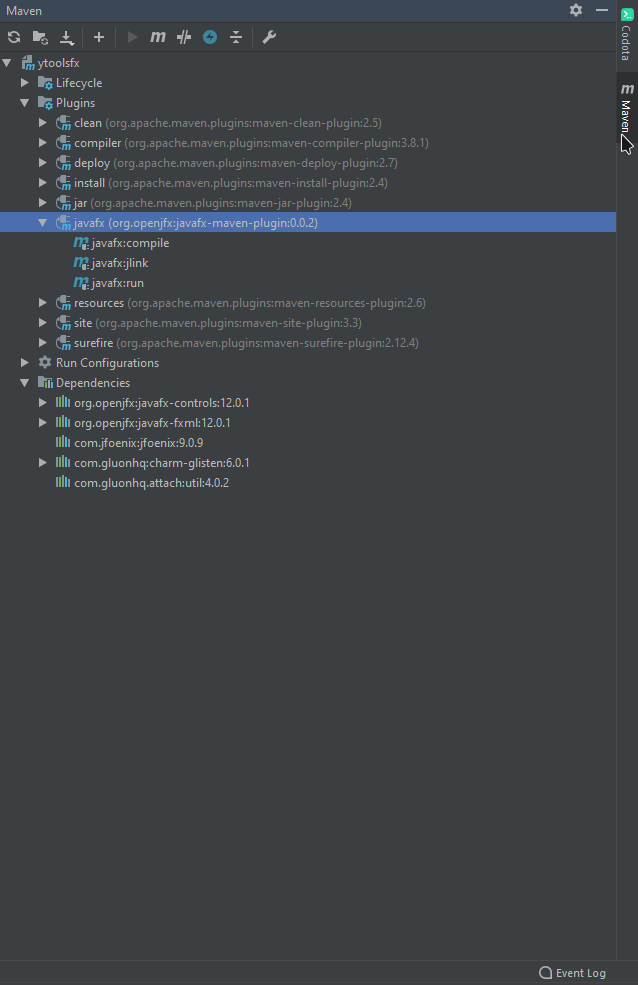 Maven
Codota
m
Maven
ytoolsfx
Lifecycle
Plugins
clean (org.apache.maven.plugins:maven-clean-plugin:2.5)
compiler (org.apache.maven.plugins:maven-compiler-plugin:3.8.1)
deploy (org.apache.maven.plugins:maven-deploy-plugin:2.7)
install (org.apache.maven.plugins:maven-install-plugin:2.4)
jar (org.apache.maven.plugins:maven-jar-plugin:2.4)
javafx (org.openjfx:javafx-maven-plugin:0.0.2)
javafx:compile
javafx:jlink
javafx:run
resources (org.apache.maven.plugins:maven-resources-plugin:2.6)
site (org.apache.maven.plugins:maven-site-plugin:3.3)
surefire (org.apache.maven.plugins:maven-surefire-plugin:2.12.4)
Run Configurations
Dependencies
org.openjfx:javafx-controls:12.0.1
org.openjfx:javafx-fxml:12.0.1
com.jfoenix:jfoenix:9.0.9
com.gluonhq:charm-glisten:6.0.1
com.gluonhq.attach:util:4.0.2
Event Log